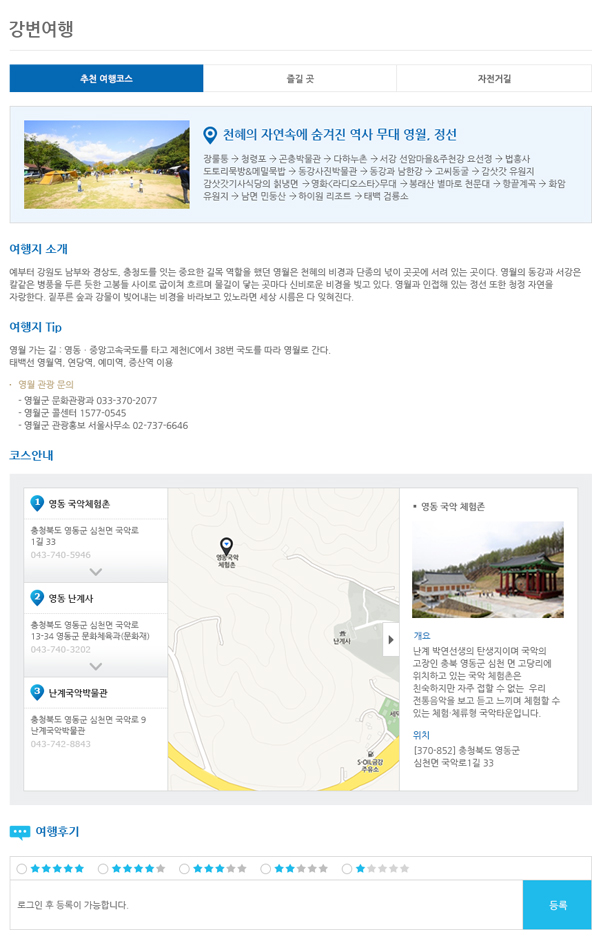 강변여행
추천 여행코스
즐길 곳
자전거길
천혜의 자연속에 숨겨진 역사 무대 영월, 정선
장릉통 → 청령포 → 곤충박물관 → 다하누촌 → 서강 선암마을&주천강 요선정 → 법흥사
도토리묵밥&메밀묵밥 → 동강사진박물관 → 동강과 남한강 → 고씨동굴 → 감삿갓 유원지
감삿갓기사식당의 칡냉면 → 영화<라디오스타>무대 → 봉래산 별마로 천문대 → 항끝계곡 → 화암
유원지 → 남면 민둥산 → 하이원 리조트 → 태백 검룡소
여행지 소개
예부터 강원도 남부와 경상도, 충청도를 잇는 중요한 길목 역할을 했던 영월은 천혜의 비경과 단종의 넋이 곳곳에 서려 있는 곳이다. 영월의 동강과 서강은
칼같은 병풍을 두른 듯한 고봉들 사이로 굽이쳐 흐르며 물길이 닿는 곳마다 신비로운 비경을 빚고 있다. 영월과 인접해 있는 정선 또한 청정 자연을
자랑한다. 짙푸른 숲과 강물이 빚어내는 비경을 바라보고 있노라면 세상 시름은 다 잊혀진다.
여행지 Tip
영월 가는 길 : 영동 · 중앙고속국도를 타고 제천IC에서 38번 국도를 따라 영월로 간다.
태백선 영월역, 연당역, 예미역, 증산역 이용
· 영월 관광 문의
- 영월군 문화관광과 033-370-2077
- 영월군 콜센터 1577-0545
- 영월군 관광홍보 서울사무소 02-737-6646
코스안내
1 영동 국악체험촌
충청북도 영동군 심천면 국악로
1길 33
043-740-5946
2 영동 난계사
충청북도 영동군 심천면 국악로
13-34 영동군 문화체육과(문화재)
043-740-3202
3 난계국악박물관
충청북도 영동군 심천면 국악로 9
난계국악박물관
043-742-8843
영동국악
체험촌
난계사
세덕
S-OIL금강
주유소
• 영동 국악 체험존
개요
난계 박연선생의 탄생지이며 국악의
고장인 충북 영동군 심천 면 고당리에
위치하고 있는 국악 체험촌은
친숙하지만 자주 접할 수 없는 우리
전통음악을 보고 듣고 느끼며 체험할 수
있는 체험·체류형 국악타운입니다.
위치
[370-852] 충청북도 영동군
심천면 국악로1길 33
여행후기
로그인 후 등록이 가능합니다.
등록